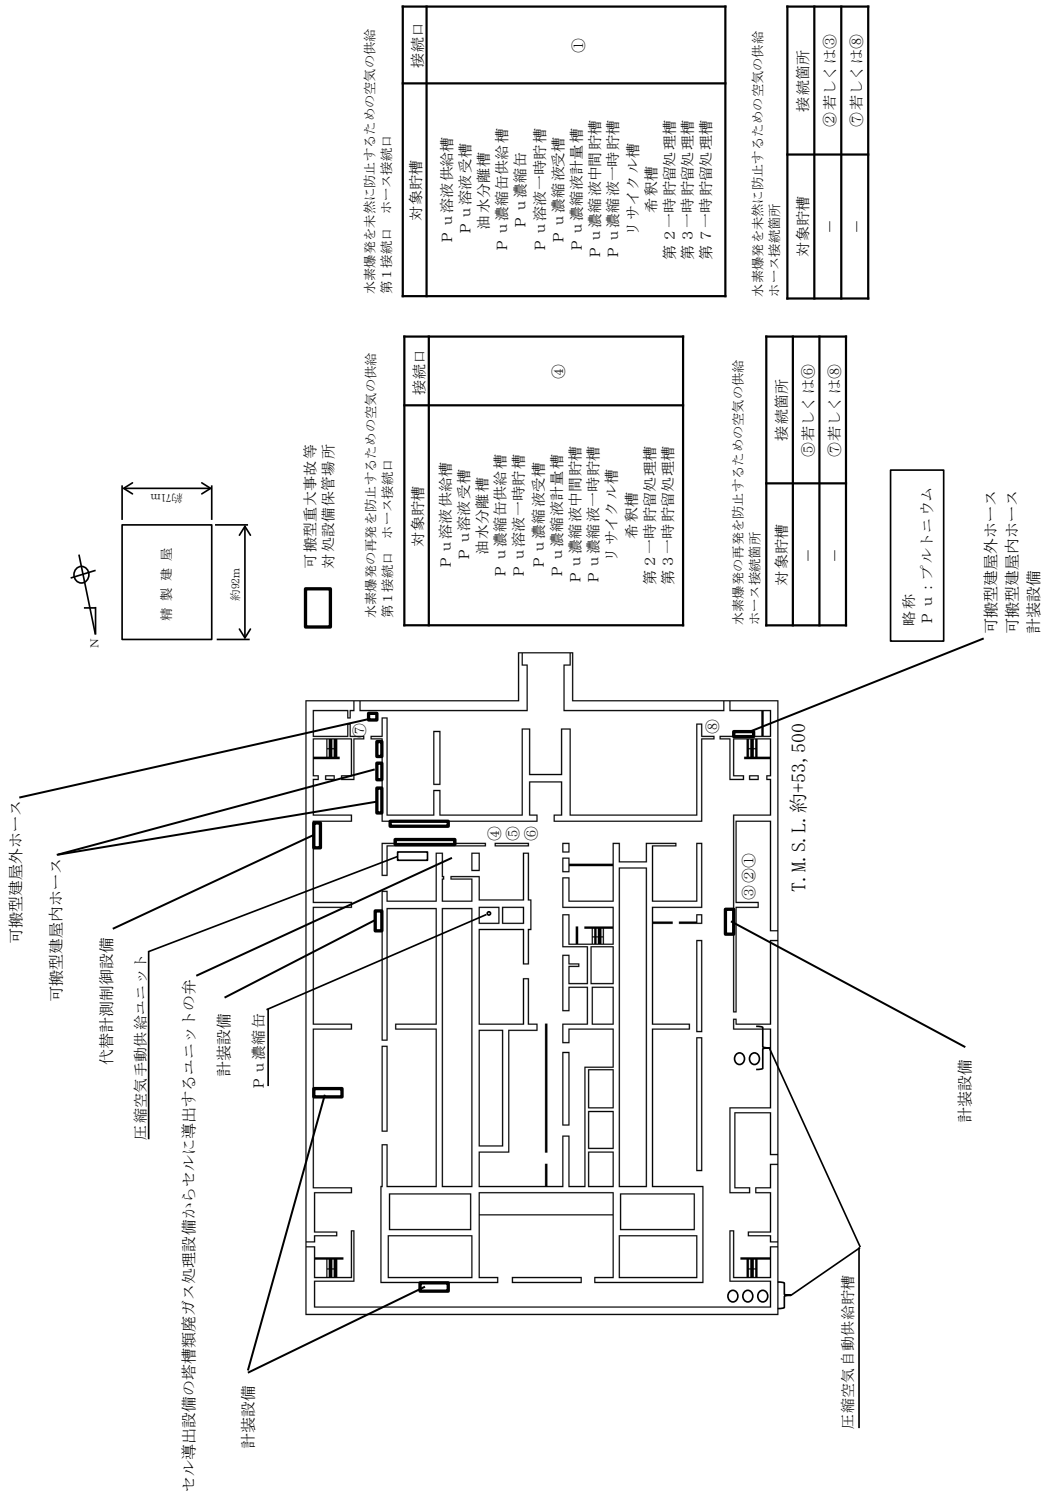 可搬型建屋外ホース
可搬型建屋内ホース
代替計測制御設備
圧縮空気手動供給ユニット
セル導出設備の塔槽類廃ガス処理設備からセルに導出するユニットの弁
計装設備
Ｐｕ濃縮缶
計装設備
⑦
④
⑤
⑥
⑧
③②①
T.M.S.L.約+53,500
計装設備
圧縮空気自動供給貯槽
可搬型建屋外ホース
可搬型建屋内ホース
計装設備
N
精製建屋
約92m
約71m
可搬型重大事故等
対処設備保管場所
水素爆発の再発を防止するための空気の供給
第１接続口　ホース接続口
対象貯槽　接続口
Ｐｕ溶液供給槽
Ｐｕ溶液受槽
油水分離槽
Ｐｕ濃縮缶供給槽
Ｐｕ溶液一時貯槽
Ｐｕ濃縮液受槽
Ｐｕ濃縮液計量槽
Ｐｕ濃縮液中間貯槽
Ｐｕ濃縮液一時貯槽
リサイクル槽
希釈槽
第２一時貯留処理槽
第３一時貯留処理槽
④
水素爆発の再発を防止するための空気の供給
ホース接続箇所
対象貯槽　接続箇所
－　⑤若しくは⑥
－　⑦若しくは⑧
略称
Ｐｕ：プルトニウム
水素爆発を未然に防止するための空気の供給
第１接続口　ホース接続口
対象貯槽　接続口
Ｐｕ溶液供給槽
Ｐｕ溶液受槽
油水分離槽
Ｐｕ濃縮缶供給槽
Ｐｕ濃縮缶
Ｐｕ溶液一時貯槽
Ｐｕ濃縮液受槽
Ｐｕ濃縮液計量槽
Ｐｕ濃縮液中間貯槽
Ｐｕ濃縮液一時貯槽
リサイクル槽
希釈槽
第２一時貯留処理槽
第３一時貯留処理槽
第７一時貯留処理槽
①
水素爆発を未然に防止するための空気の供給
ホース接続箇所
対象貯槽　接続箇所
－　②若しくは③
－　⑦若しくは⑧